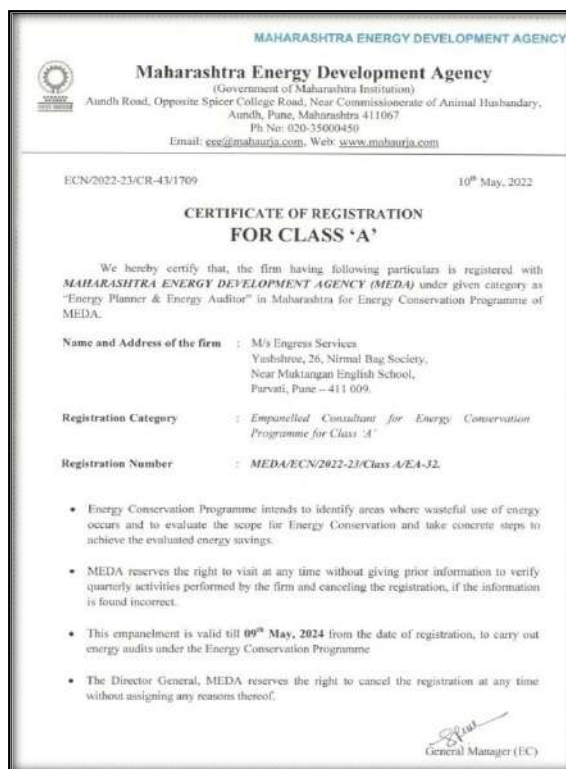 MAHARASHTRA ENERGY DEVELOPMENT AGENCY
Maharashtra Energy Development Agency
(Government of Maharashtra Institution)
Aundh Road, Opposite Spicer College Road, Near Commissionerate of Animal Husbandary,
Aundh, Pune, Maharashtra 411067
Ph No: 020-35000450
Email: eee@mahaurja.com, Web: www.mahaurja.com
ECN/2022-23/CR-43/1709 10th May, 2022
CERTIFICATE OF REGISTRATION
FOR CLASS ‘A’
We hereby certify that, the firm having following particulars is registered with
MAHARASHTRA ENERGY DEVELOPMENT AGENCY (MEDA) under given category as
“Energy Planner & Energy Auditor” in Maharashtra for Energy Conservation Programme of
MEDA.
Name and Address of the firm : M/s Engress Services
Yashshree, 26, Nirmal Bag Society,
Near Muktangan English School,
Parvati, Pune – 411 009.
Registration Category : Empanelled Consultant for Energy Conservation
Programme for Class ‘A’
Registration Number : MEDA/ECN/2022-23/Class A/EA-32.
• Energy Conservation Programme intends to identify areas where wasteful use of energy
occurs and to evaluate the scope for Energy Conservation and take concrete steps to
achieve the evaluated energy savings.
• MEDA reserves the right to visit at any time without giving prior information to verify
quarterly activities performed by the firm and canceling the registration, if the information
is found incorrect.
• This empanelment is valid till 09th May, 2024 from the date of registration, to carry out
energy audits under the Energy Conservation Programme
• The Director General, MEDA reserves the right to cancel the registration at any time
without assigning any reasons thereof.
General Manager (EC)